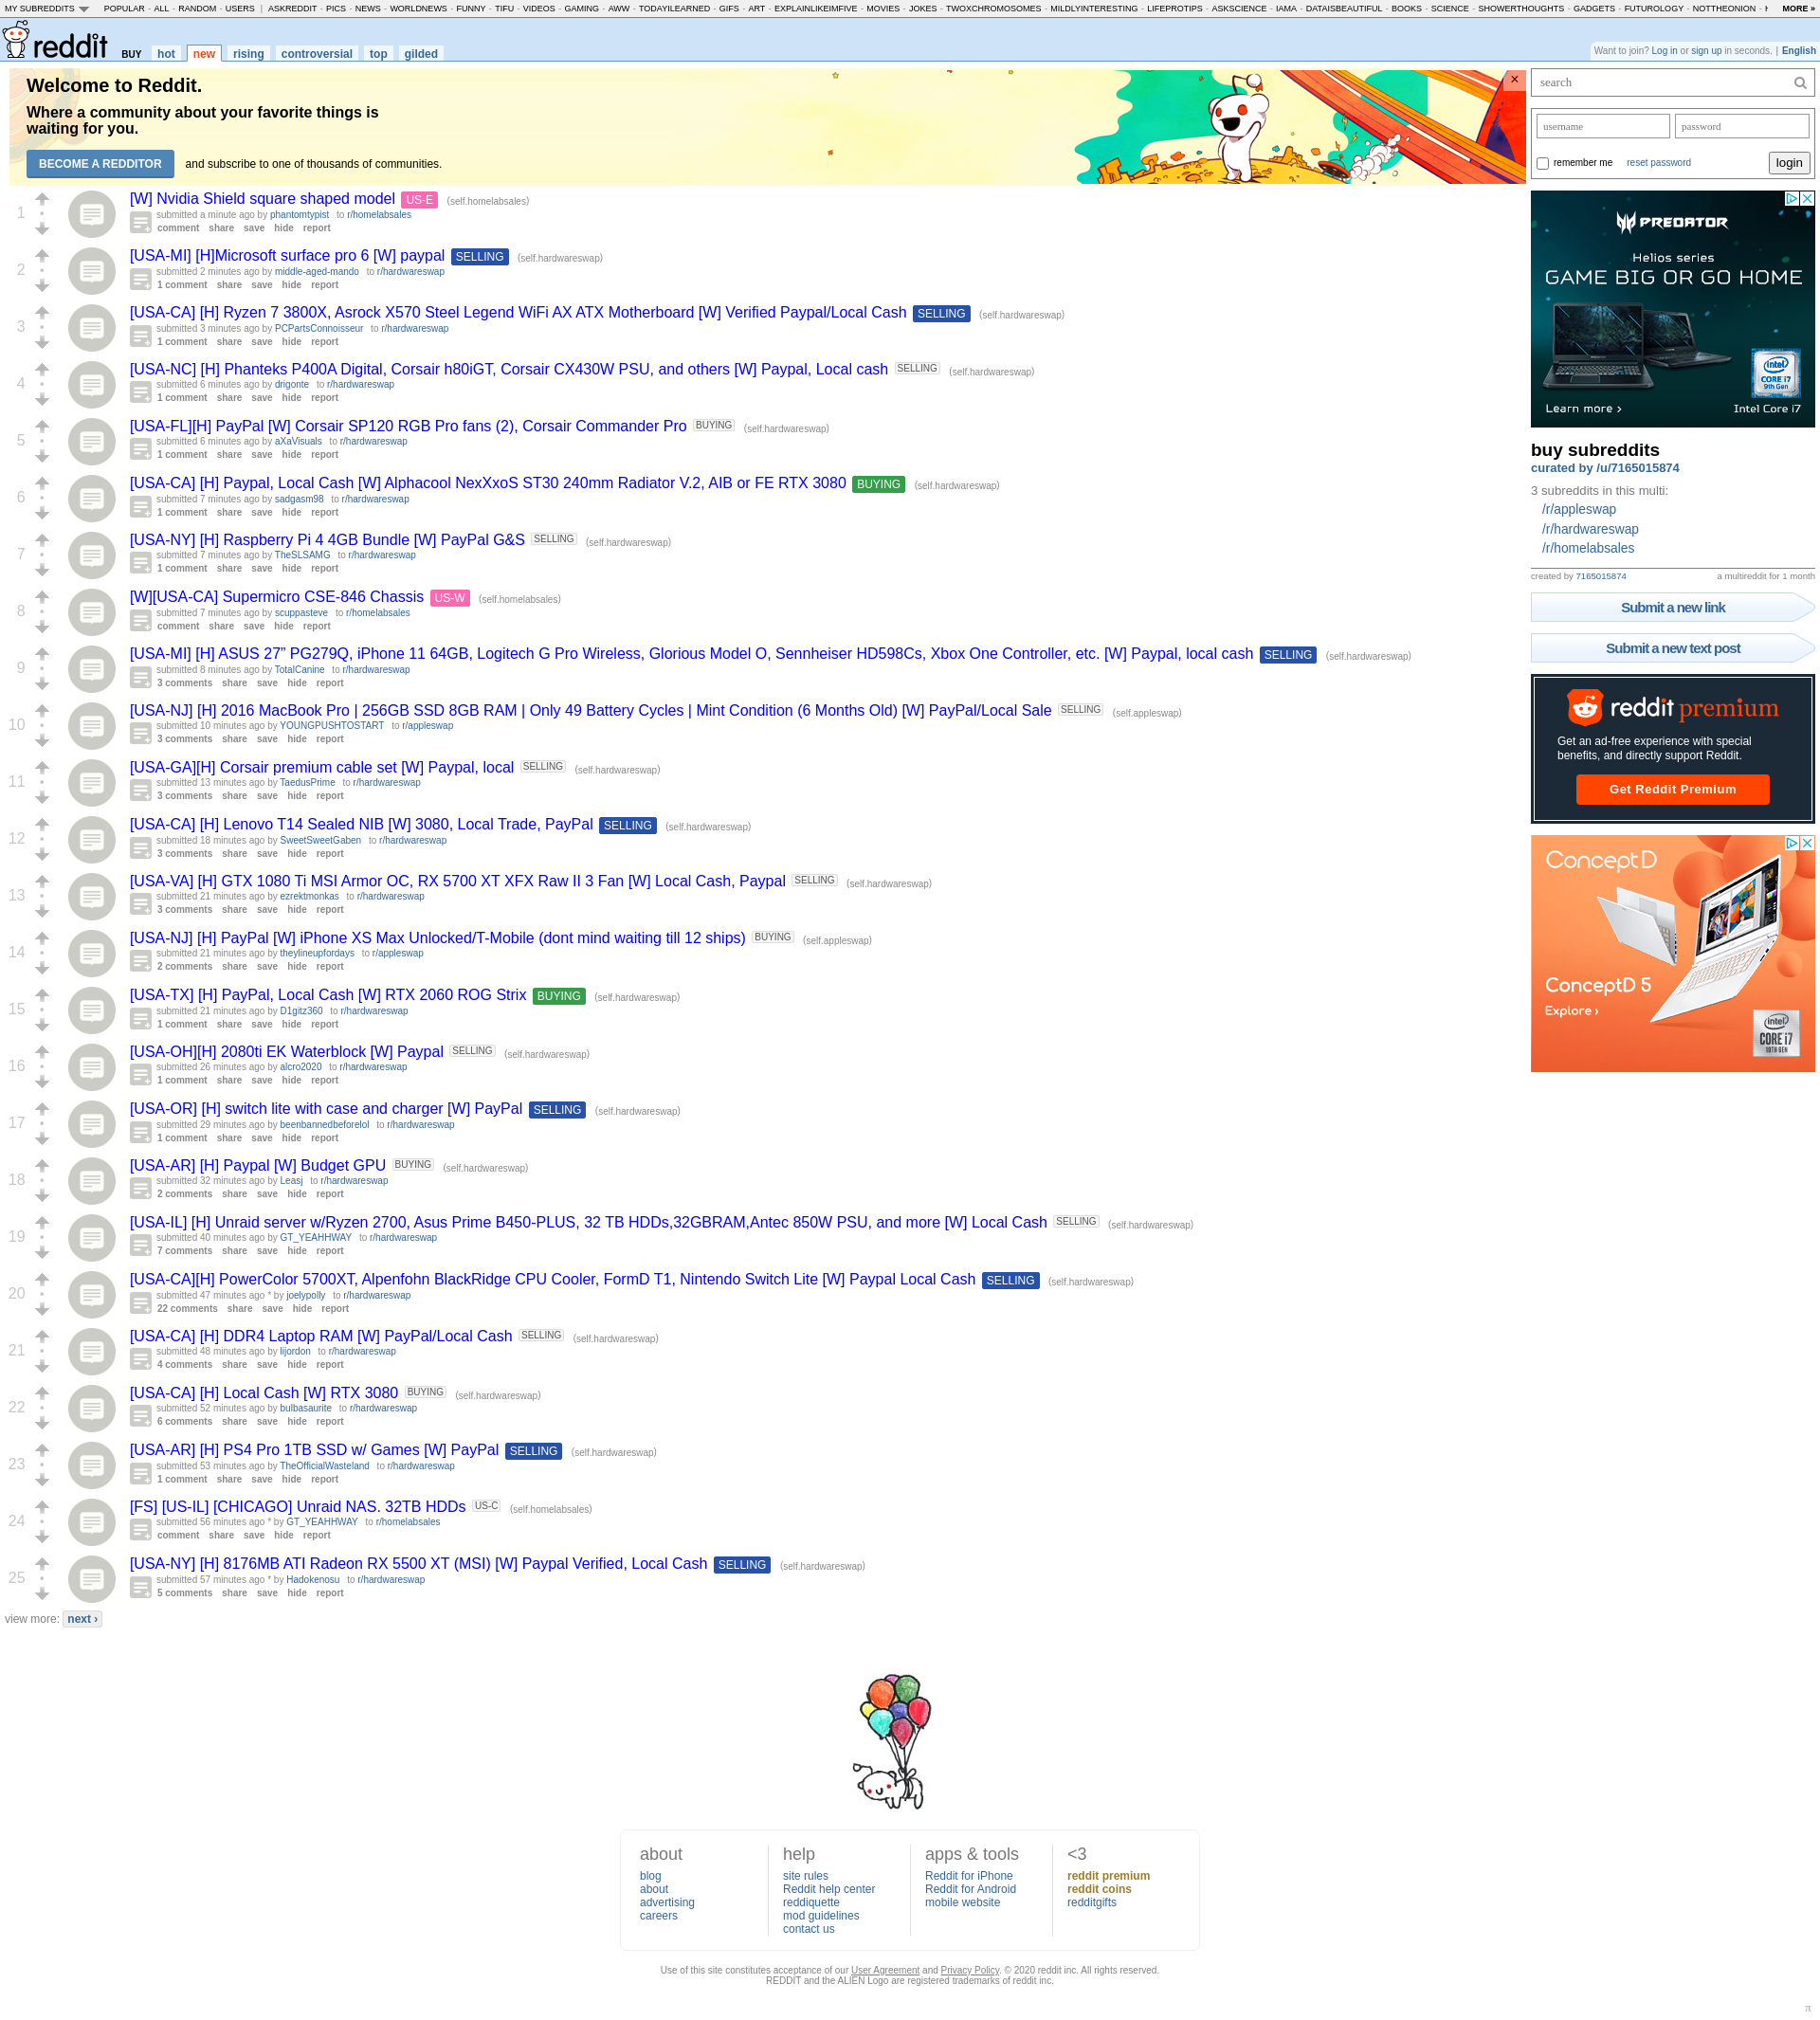 MY SUBREDDITS POPULAR - ALL - RANDOM - USERS | ASKREDDIT - PICS - NEWS - WORLDNEWS - FUNNY - TIFU - VIDEOS - GAMING - AWW - TODAYILEARNED - GIFS - ART - EXPLAINLIKEIMFIVE - MOVIES - JOKES - TWOXCHROMOSOMES - MILDLYINTERESTING - LIFEPROTIPS - ASKSCIENCE - IAMA - DATAISBEAUTIFUL - BOOKS - SCIENCE - SHOWERTHOUGHTS - GADGETS - FUTUROLOGY - NOTTHEONION - MORE »
reddit BUY hot new rising controversial top gilded
Want to join? Log in or sign up in seconds. | English
Welcome to Reddit.
Where a community about your favorite things is
waiting for you.
BECOME A REDDITOR and subscribe to one of thousands of communities.
×
1
[W] Nvidia Shield square shaped model US-E (self.homelabsales)
submitted a minute ago by phantomtypist to r/homelabsales
comment share save hide report
2
[USA-MI] [H]Microsoft surface pro 6 [W] paypal SELLING (self.hardwareswap)
submitted 2 minutes ago by middle-aged-mando to r/hardwareswap
1 comment share save hide report
3
[USA-CA] [H] Ryzen 7 3800X, Asrock X570 Steel Legend WiFi AX ATX Motherboard [W] Verified Paypal/Local Cash SELLING (self.hardwareswap)
submitted 3 minutes ago by PCPartsConnoisseur to r/hardwareswap
1 comment share save hide report
4
[USA-NC] [H] Phanteks P400A Digital, Corsair h80iGT, Corsair CX430W PSU, and others [W] Paypal, Local cash SELLING (self.hardwareswap)
submitted 6 minutes ago by drigonte to r/hardwareswap
1 comment share save hide report
5
[USA-FL][H] PayPal [W] Corsair SP120 RGB Pro fans (2), Corsair Commander Pro BUYING (self.hardwareswap)
submitted 6 minutes ago by aXaVisuals to r/hardwareswap
1 comment share save hide report
6
[USA-CA] [H] Paypal, Local Cash [W] Alphacool NexXxoS ST30 240mm Radiator V.2, AIB or FE RTX 3080 BUYING (self.hardwareswap)
submitted 7 minutes ago by sadgasm98 to r/hardwareswap
1 comment share save hide report
7
[USA-NY] [H] Raspberry Pi 4 4GB Bundle [W] PayPal G&S SELLING (self.hardwareswap)
submitted 7 minutes ago by TheSLSAMG to r/hardwareswap
1 comment share save hide report
8
[W][USA-CA] Supermicro CSE-846 Chassis US-W (self.homelabsales)
submitted 7 minutes ago by scuppasteve to r/homelabsales
comment share save hide report
9
[USA-MI] [H] ASUS 27” PG279Q, iPhone 11 64GB, Logitech G Pro Wireless, Glorious Model O, Sennheiser HD598Cs, Xbox One Controller, etc. [W] Paypal, local cash SELLING (self.hardwareswap)
submitted 8 minutes ago by TotalCanine to r/hardwareswap
3 comments share save hide report
10
[USA-NJ] [H] 2016 MacBook Pro | 256GB SSD 8GB RAM | Only 49 Battery Cycles | Mint Condition (6 Months Old) [W] PayPal/Local Sale SELLING (self.appleswap)
submitted 10 minutes ago by YOUNGPUSHTOSTART to r/appleswap
3 comments share save hide report
11
[USA-GA][H] Corsair premium cable set [W] Paypal, local SELLING (self.hardwareswap)
submitted 13 minutes ago by TaedusPrime to r/hardwareswap
3 comments share save hide report
12
[USA-CA] [H] Lenovo T14 Sealed NIB [W] 3080, Local Trade, PayPal SELLING (self.hardwareswap)
submitted 18 minutes ago by SweetSweetGaben to r/hardwareswap
3 comments share save hide report
13
[USA-VA] [H] GTX 1080 Ti MSI Armor OC, RX 5700 XT XFX Raw II 3 Fan [W] Local Cash, Paypal SELLING (self.hardwareswap)
submitted 21 minutes ago by ezrektmonkas to r/hardwareswap
3 comments share save hide report
14
[USA-NJ] [H] PayPal [W] iPhone XS Max Unlocked/T-Mobile (dont mind waiting till 12 ships) BUYING (self.appleswap)
submitted 21 minutes ago by theylineupfordays to r/appleswap
2 comments share save hide report
15
[USA-TX] [H] PayPal, Local Cash [W] RTX 2060 ROG Strix BUYING (self.hardwareswap)
submitted 21 minutes ago by D1gitz360 to r/hardwareswap
1 comment share save hide report
16
[USA-OH][H] 2080ti EK Waterblock [W] Paypal SELLING (self.hardwareswap)
submitted 26 minutes ago by alcro2020 to r/hardwareswap
1 comment share save hide report
17
[USA-OR] [H] switch lite with case and charger [W] PayPal SELLING (self.hardwareswap)
submitted 29 minutes ago by beenbannedbeforelol to r/hardwareswap
1 comment share save hide report
18
[USA-AR] [H] Paypal [W] Budget GPU BUYING (self.hardwareswap)
submitted 32 minutes ago by Leasj to r/hardwareswap
2 comments share save hide report
19
[USA-IL] [H] Unraid server w/Ryzen 2700, Asus Prime B450-PLUS, 32 TB HDDs,32GBRAM,Antec 850W PSU, and more [W] Local Cash SELLING (self.hardwareswap)
submitted 40 minutes ago by GT_YEAHHWAY to r/hardwareswap
7 comments share save hide report
20
[USA-CA][H] PowerColor 5700XT, Alpenfohn BlackRidge CPU Cooler, FormD T1, Nintendo Switch Lite [W] Paypal Local Cash SELLING (self.hardwareswap)
submitted 47 minutes ago * by joelypolly to r/hardwareswap
22 comments share save hide report
21
[USA-CA] [H] DDR4 Laptop RAM [W] PayPal/Local Cash SELLING (self.hardwareswap)
submitted 48 minutes ago by lijordon to r/hardwareswap
4 comments share save hide report
22
[USA-CA] [H] Local Cash [W] RTX 3080 BUYING (self.hardwareswap)
submitted 52 minutes ago by bulbasaurite to r/hardwareswap
6 comments share save hide report
23
[USA-AR] [H] PS4 Pro 1TB SSD w/ Games [W] PayPal SELLING (self.hardwareswap)
submitted 53 minutes ago by TheOfficialWasteland to r/hardwareswap
1 comment share save hide report
24
[FS] [US-IL] [CHICAGO] Unraid NAS. 32TB HDDs US-C (self.homelabsales)
submitted 56 minutes ago * by GT_YEAHHWAY to r/homelabsales
comment share save hide report
25
[USA-NY] [H] 8176MB ATI Radeon RX 5500 XT (MSI) [W] Paypal Verified, Local Cash SELLING (self.hardwareswap)
submitted 57 minutes ago * by Hadokenosu to r/hardwareswap
5 comments share save hide report
view more: next ›
search
username password
remember me reset password login
PREDATOR
Helios series
GAME BIG OR GO HOME
intel CORE i7 9th Gen
Learn more › Intel Core i7
buy subreddits
curated by /u/7165015874
3 subreddits in this multi:
/r/appleswap
/r/hardwareswap
/r/homelabsales
created by 7165015874 a multireddit for 1 month
Submit a new link
Submit a new text post
reddit premium
Get an ad-free experience with special
benefits, and directly support Reddit.
Get Reddit Premium
ConceptD
ConceptD 5
Explore ›
intel CORE i7 10TH GEN
about
blog
about
advertising
careers
help
site rules
Reddit help center
reddiquette
mod guidelines
contact us
apps & tools
Reddit for iPhone
Reddit for Android
mobile website
<3
reddit premium
reddit coins
redditgifts
Use of this site constitutes acceptance of our User Agreement and Privacy Policy. © 2020 reddit inc. All rights reserved.
REDDIT and the ALIEN Logo are registered trademarks of reddit inc.
π